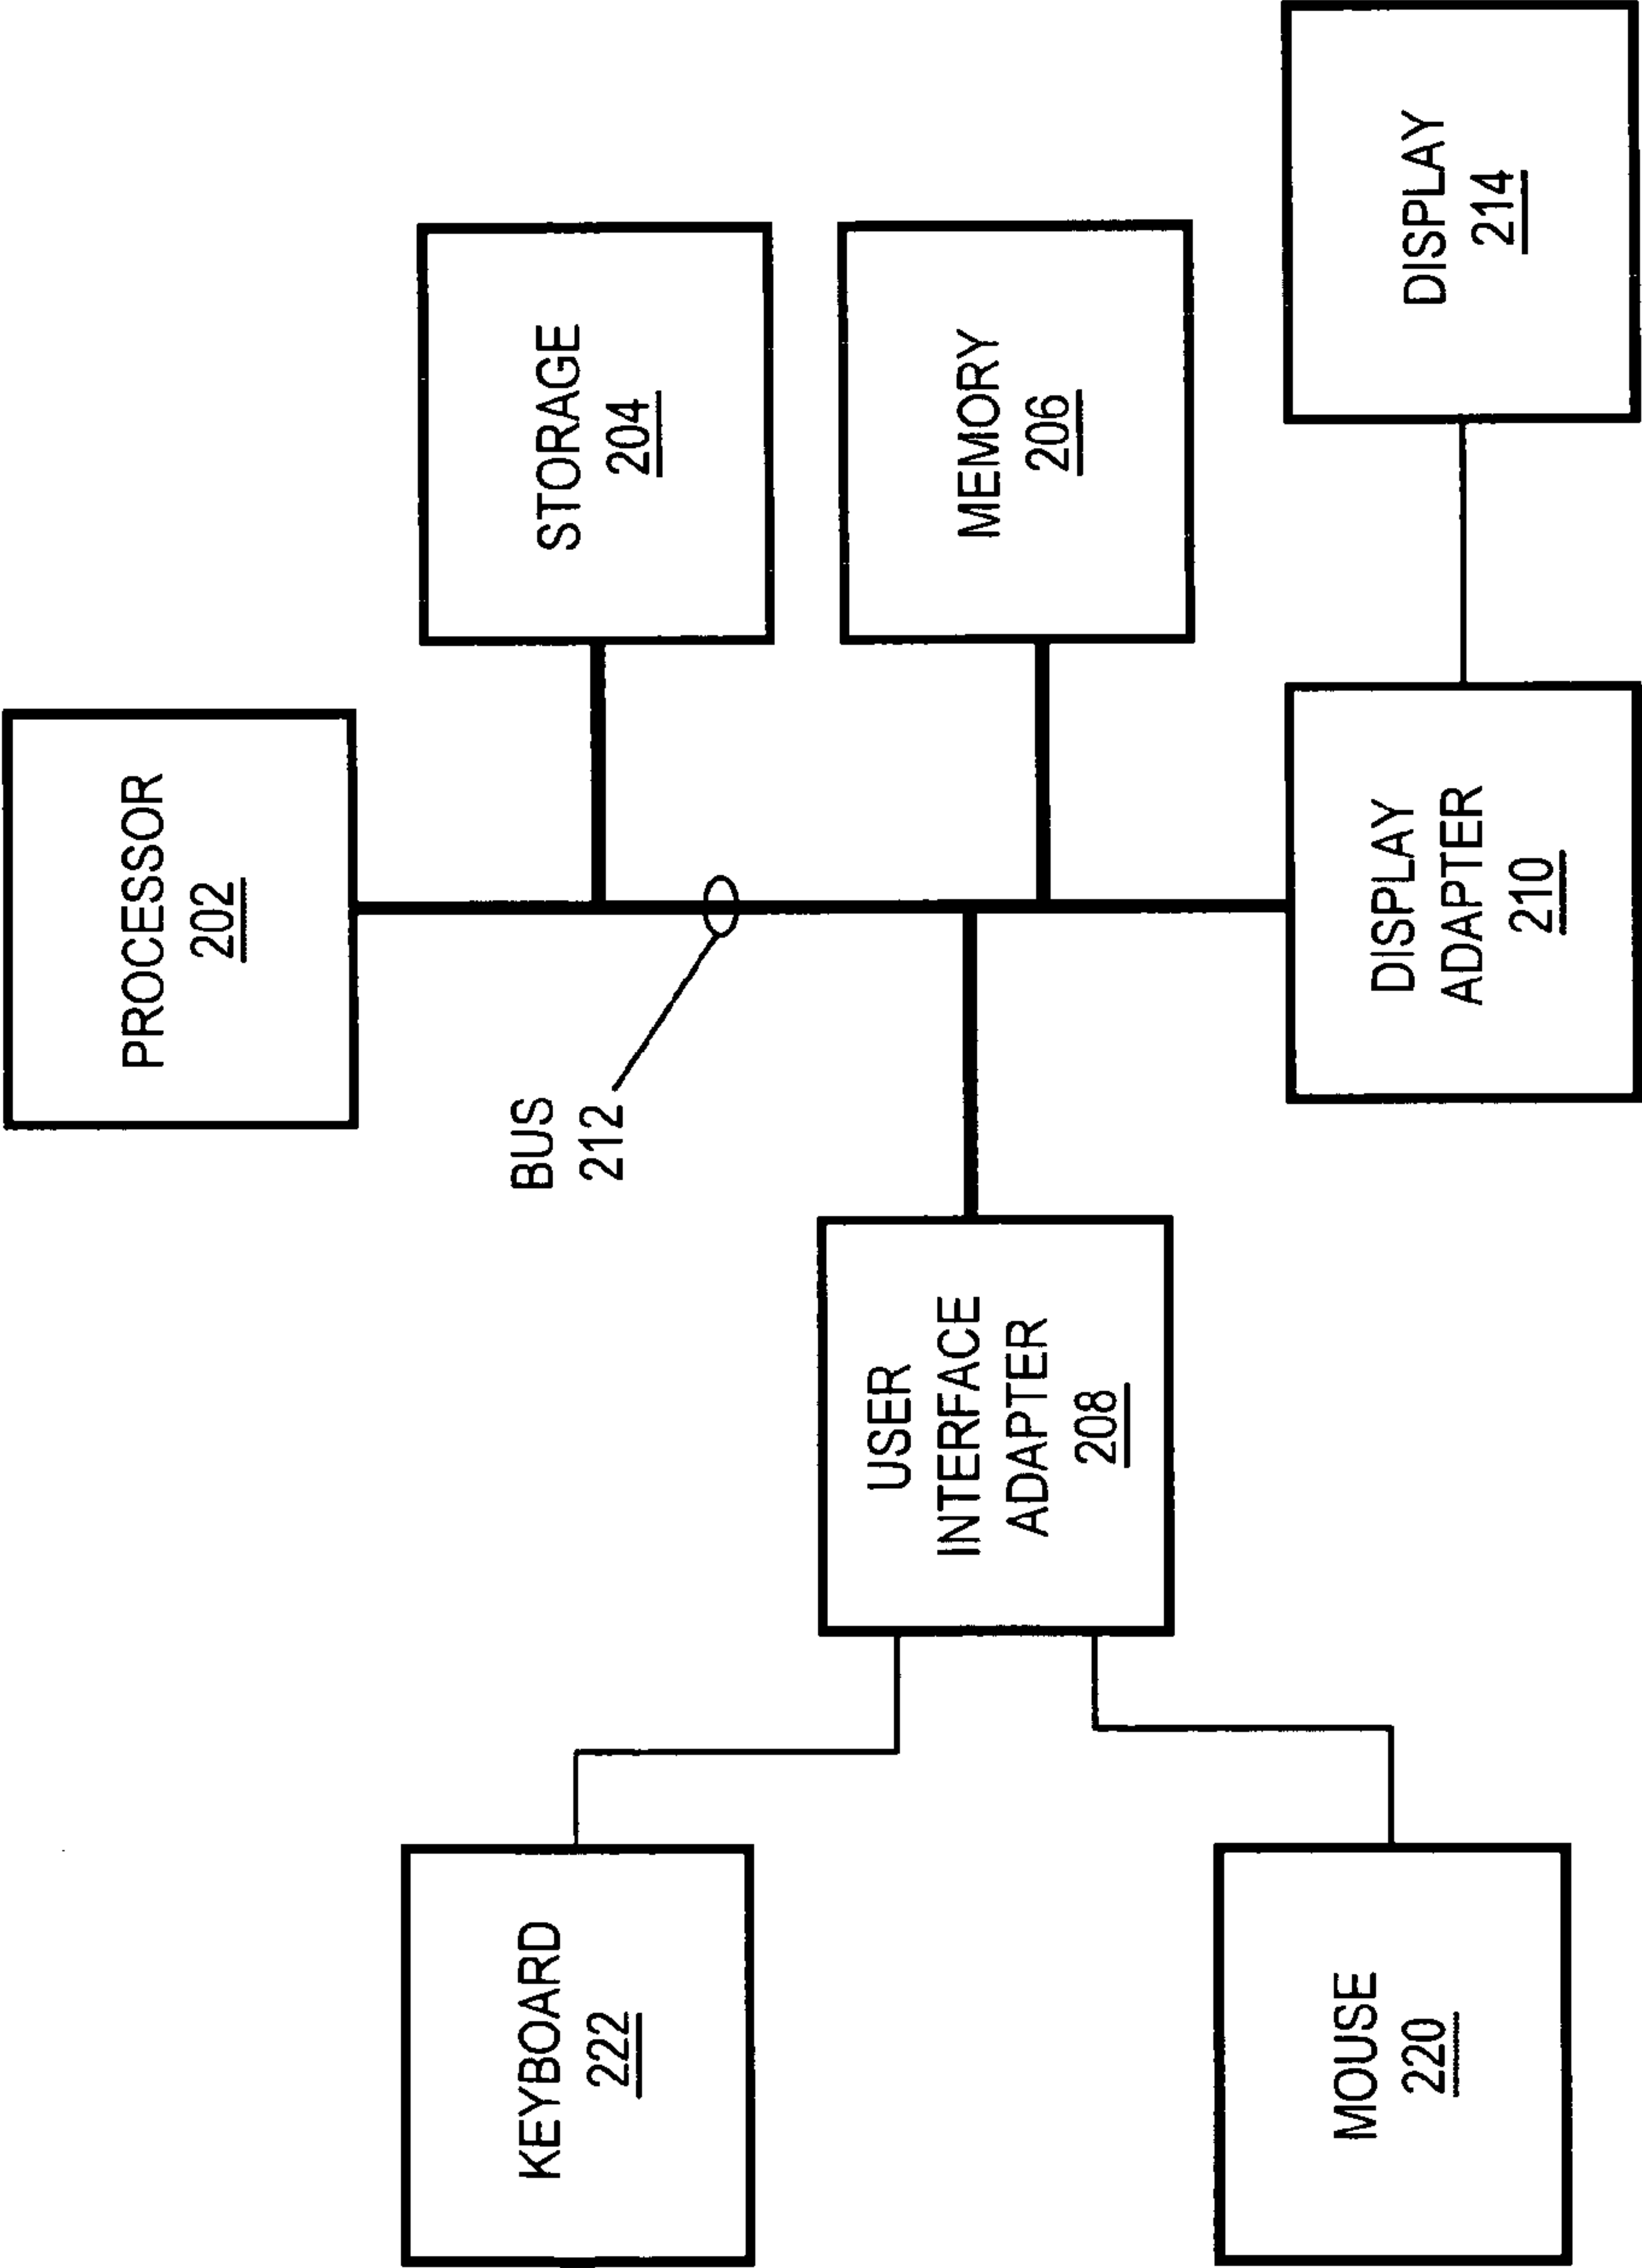 PROCESSOR
202
STORAGE
204
BUS
212
MEMORY
206
USER
INTERFACE
ADAPTER
208
KEYBOARD
222
MOUSE
220
DISPLAY
ADAPTER
210
DISPLAY
214